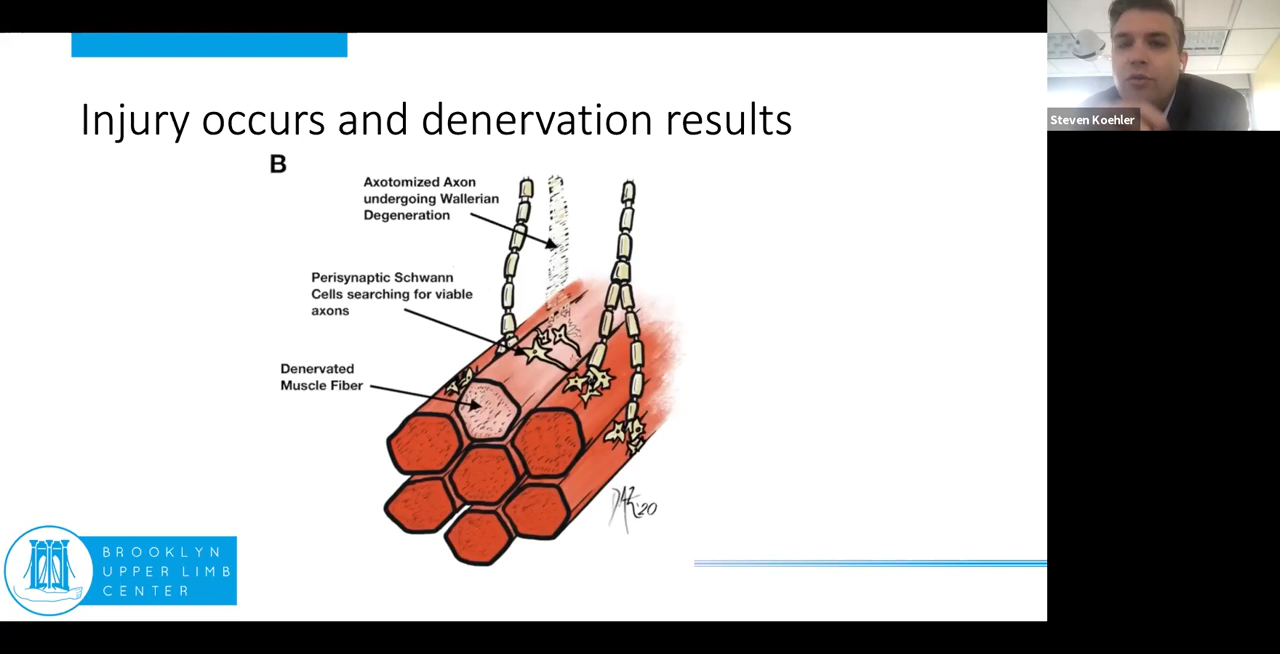 Injury occurs and denervation results
B
Axotomized Axon
undergoing Wallerian
Degeneration
Perisynaptic Schwann
Cells searching for viable
axons
Denervated
Muscle Fiber
'20
BROOKLYN
UPPER LIMB
CENTER
Steven Koehler